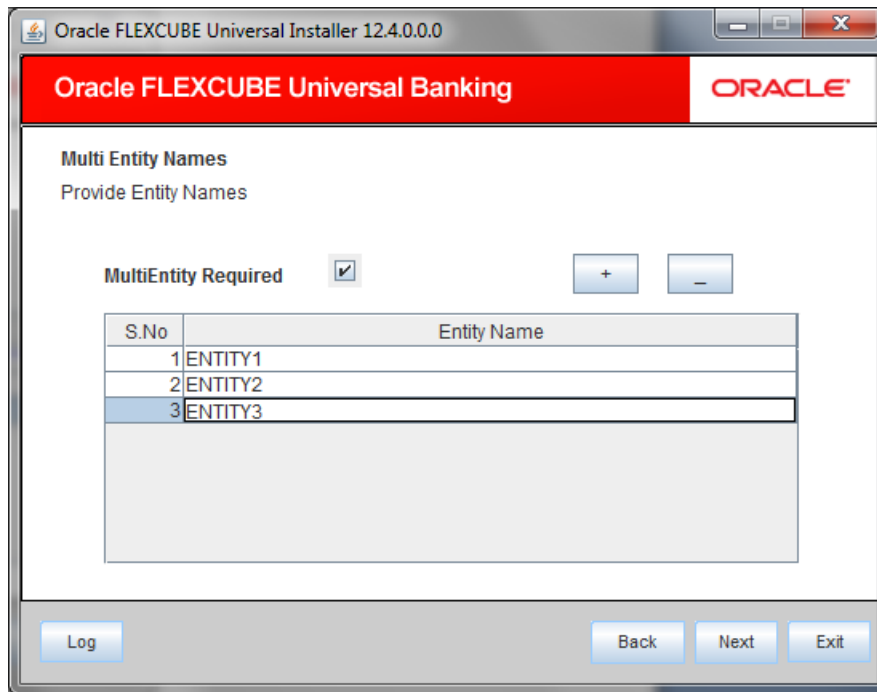 Oracle FLEXCUBE Universal Installer 12.4.0.0.0
Oracle FLEXCUBE Universal Banking ORACLE
Multi Entity Names
Provide Entity Names
MultiEntity Required + _
S.No Entity Name
1 ENTITY1
2 ENTITY2
3 ENTITY3
Log Back Next Exit